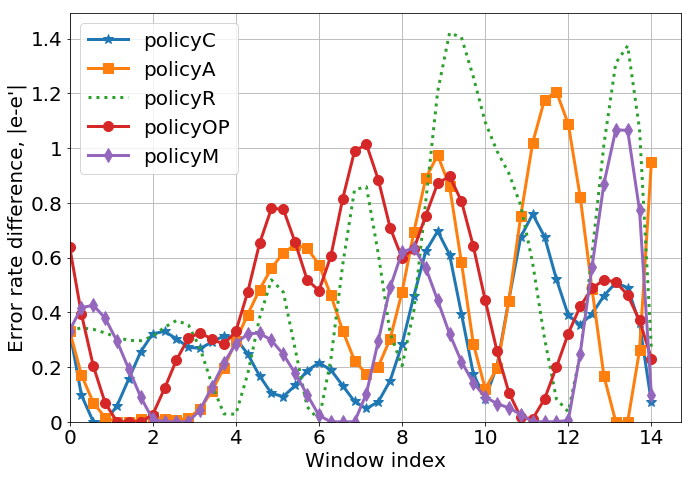 policyC
policyA
policyR
policyOP
policyM
Error rate difference, |e-e'|
1.4
1.2
1
0.8
0.6
0.4
0.2
0
0 2 4 6 8 10 12 14
Window index